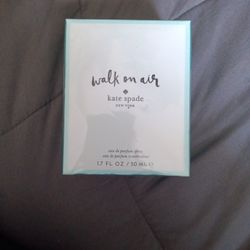 walk on air
kate spade
NEW YORK
eau de parfum spray
eau de parfum vaporisateur
1.7 FL OZ / 50 ML ℮